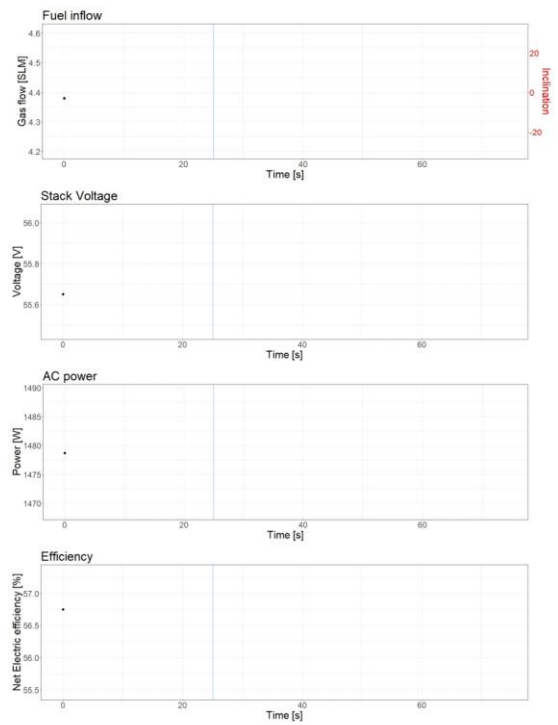 Fuel inflow
4.6
4.5
4.4
4.3
4.2
Gas flow [SLM]
20
0
-20
Inclination
0 20 40 60
Time [s]
Stack Voltage
56.0
55.8
55.6
Voltage [V]
0 20 40 60
Time [s]
AC power
1490
1485
1480
1475
1470
Power [W]
0 20 40 60
Time [s]
Efficiency
57.0
56.5
56.0
55.5
Net Electric efficiency [%]
0 20 40 60
Time [s]